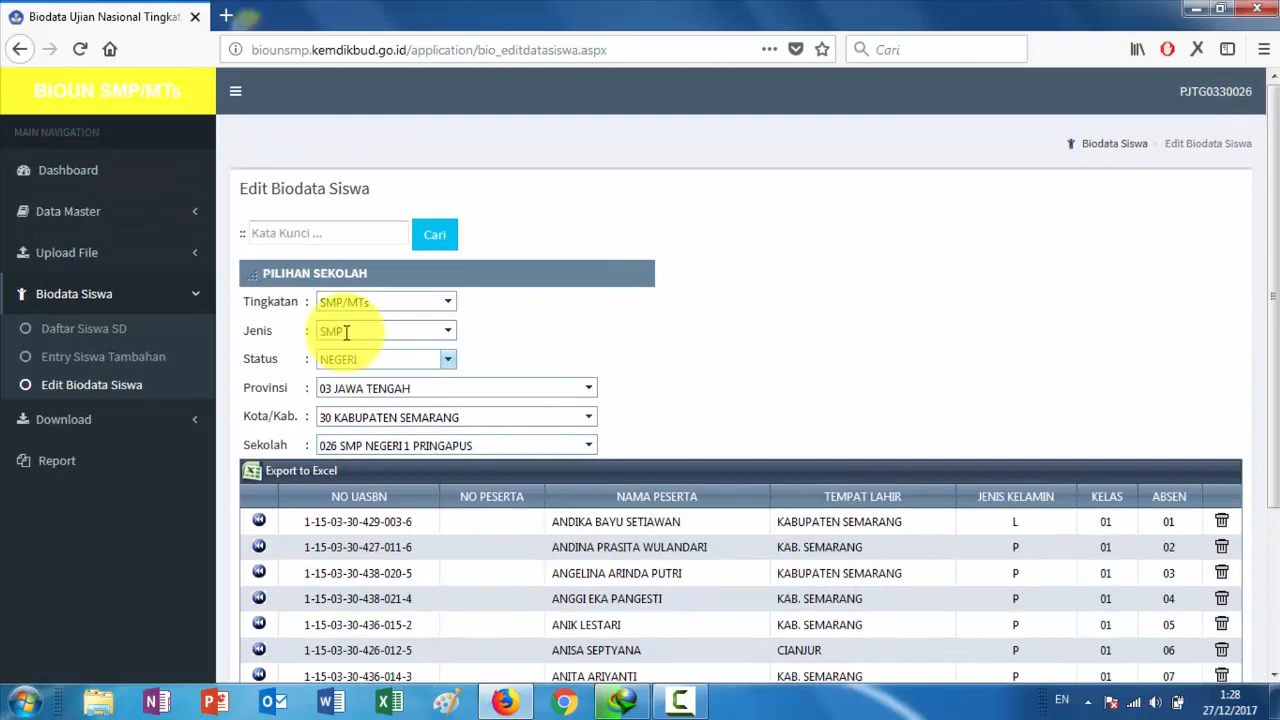 Biodata Ujian Nasional Tingkat
biounsmp.kemdikbud.go.id/application/bio_editdatasiswa.aspx
Cari
BIOUN SMP/MTs
PJTG0330026
MAIN NAVIGATION
Dashboard
Data Master
Upload File
Biodata Siswa
Daftar Siswa SD
Entry Siswa Tambahan
Edit Biodata Siswa
Download
Report
Biodata Siswa > Edit Biodata Siswa
Edit Biodata Siswa
:: Kata Kunci ... Cari
PILIHAN SEKOLAH
Tingkatan : SMP/MTs
Jenis : SMP
Status : NEGERI
Provinsi : 03 JAWA TENGAH
Kota/Kab. : 30 KABUPATEN SEMARANG
Sekolah : 026 SMP NEGERI 1 PRINGAPUS
Export to Excel
NO UASBN NO PESERTA NAMA PESERTA TEMPAT LAHIR JENIS KELAMIN KELAS ABSEN
1-15-03-30-429-003-6 ANDIKA BAYU SETIAWAN KABUPATEN SEMARANG L 01 01
1-15-03-30-427-011-6 ANDINA PRASITA WULANDARI KAB. SEMARANG P 01 02
1-15-03-30-438-020-5 ANGELINA ARINDA PUTRI KABUPATEN SEMARANG P 01 03
1-15-03-30-438-021-4 ANGGI EKA PANGESTI KAB. SEMARANG P 01 04
1-15-03-30-436-015-2 ANIK LESTARI KAB. SEMARANG P 01 05
1-15-03-30-426-012-5 ANISA SEPTYANA CIANJUR P 01 06
1-15-03-30-436-014-3 ANITA ARIYANTI KAB. SEMARANG P 01 07
EN
1:28
27/12/2017